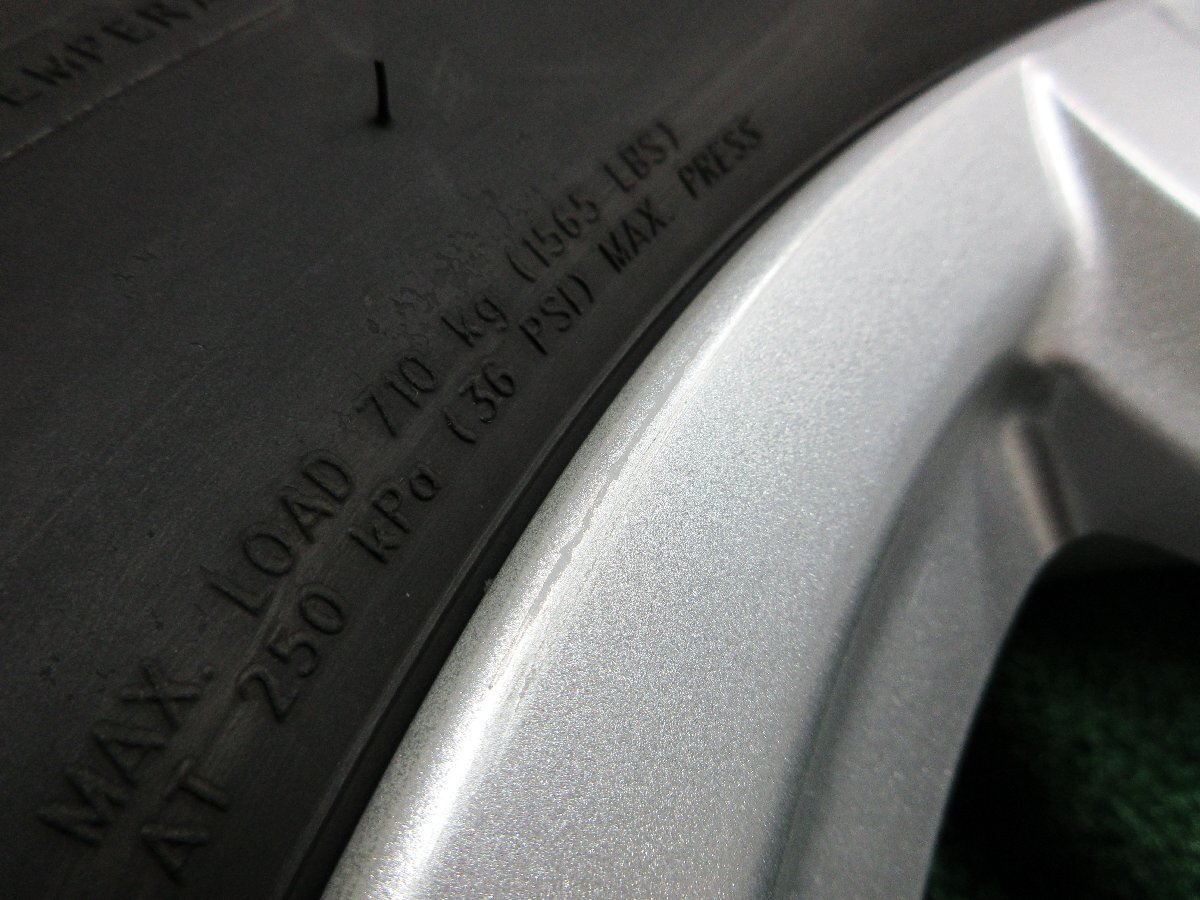 MAX. LOAD 710 kg (1565 LBS)
AT 250 kPa (36 PSI) MAX. PRESS